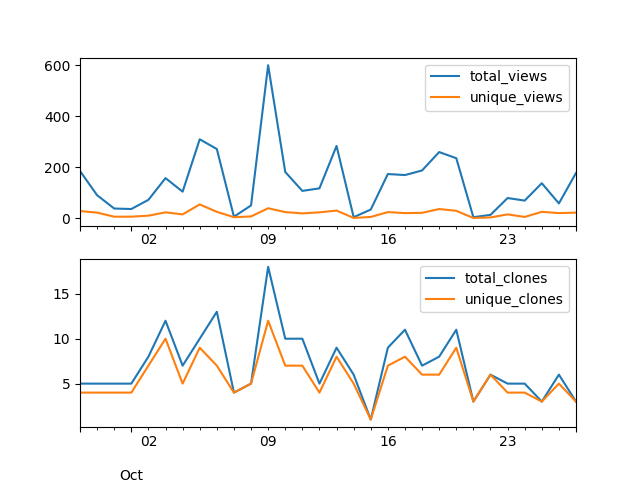 600
400
200
0
total_views
unique_views
02 09 16 23
15
10
5
total_clones
unique_clones
02 09 16 23
Oct